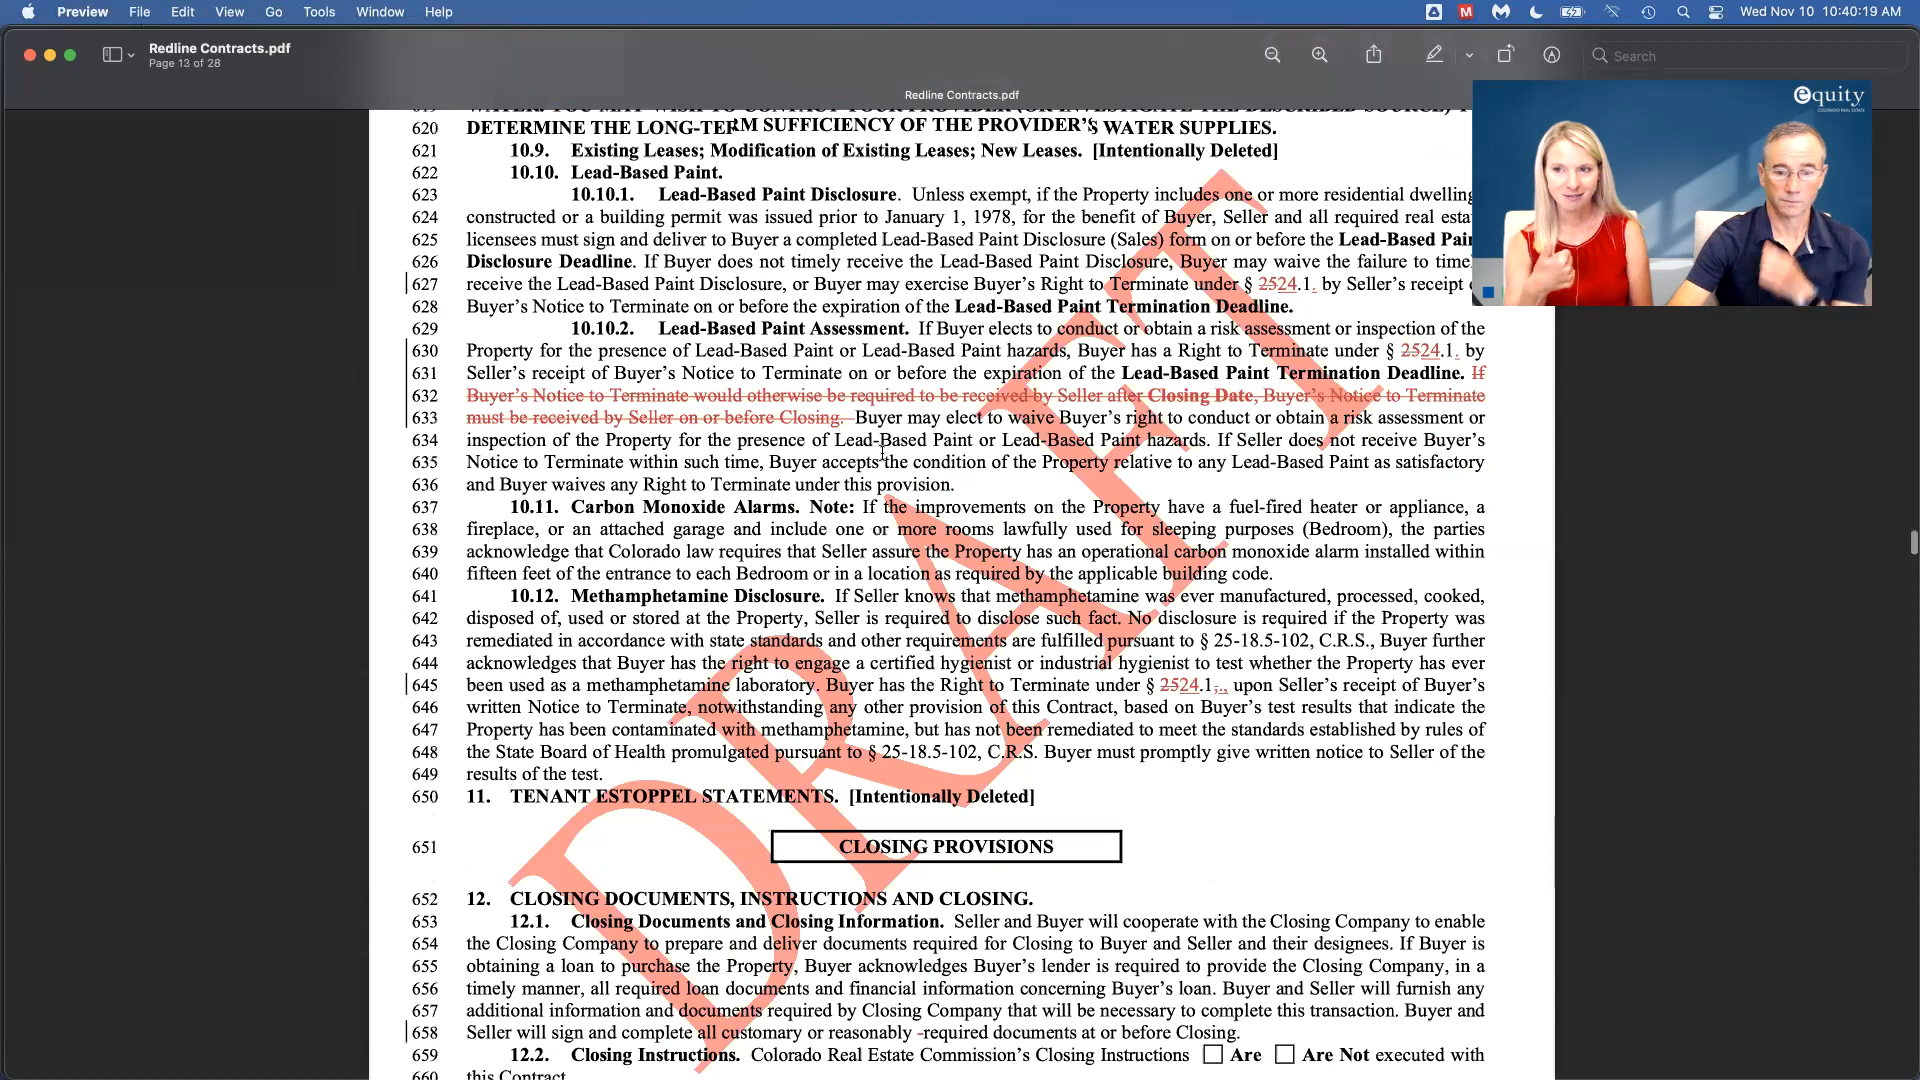 Preview File Edit View Go Tools Window Help
Wed Nov 10 10:40:19 AM
Redline Contracts.pdf
Page 13 of 28
Search
Redline Contracts.pdf
equity
COLORADO REAL ESTATE
620 DETERMINE THE LONG-TERM SUFFICIENCY OF THE PROVIDER'S WATER SUPPLIES.
621 10.9. Existing Leases; Modification of Existing Leases; New Leases. [Intentionally Deleted]
622 10.10. Lead-Based Paint.
623 10.10.1. Lead-Based Paint Disclosure. Unless exempt, if the Property includes one or more residential dwelling
624 constructed or a building permit was issued prior to January 1, 1978, for the benefit of Buyer, Seller and all required real esta
625 licensees must sign and deliver to Buyer a completed Lead-Based Paint Disclosure (Sales) form on or before the Lead-Based Pain
626 Disclosure Deadline. If Buyer does not timely receive the Lead-Based Paint Disclosure, Buyer may waive the failure to time
627 receive the Lead-Based Paint Disclosure, or Buyer may exercise Buyer's Right to Terminate under § 2524.1. by Seller's receipt
628 Buyer's Notice to Terminate on or before the expiration of the Lead-Based Paint Termination Deadline.
629 10.10.2. Lead-Based Paint Assessment. If Buyer elects to conduct or obtain a risk assessment or inspection of the
630 Property for the presence of Lead-Based Paint or Lead-Based Paint hazards, Buyer has a Right to Terminate under § 2524.1. by
631 Seller's receipt of Buyer's Notice to Terminate on or before the expiration of the Lead-Based Paint Termination Deadline. If
632 Buyer's Notice to Terminate would otherwise be required to be received by Seller after Closing Date, Buyer's Notice to Terminate
633 must be received by Seller on or before Closing. Buyer may elect to waive Buyer's right to conduct or obtain a risk assessment or
634 inspection of the Property for the presence of Lead-Based Paint or Lead-Based Paint hazards. If Seller does not receive Buyer's
635 Notice to Terminate within such time, Buyer accepts the condition of the Property relative to any Lead-Based Paint as satisfactory
636 and Buyer waives any Right to Terminate under this provision.
637 10.11. Carbon Monoxide Alarms. Note: If the improvements on the Property have a fuel-fired heater or appliance, a
638 fireplace, or an attached garage and include one or more rooms lawfully used for sleeping purposes (Bedroom), the parties
639 acknowledge that Colorado law requires that Seller assure the Property has an operational carbon monoxide alarm installed within
640 fifteen feet of the entrance to each Bedroom or in a location as required by the applicable building code.
641 10.12. Methamphetamine Disclosure. If Seller knows that methamphetamine was ever manufactured, processed, cooked,
642 disposed of, used or stored at the Property, Seller is required to disclose such fact. No disclosure is required if the Property was
643 remediated in accordance with state standards and other requirements are fulfilled pursuant to § 25-18.5-102, C.R.S., Buyer further
644 acknowledges that Buyer has the right to engage a certified hygienist or industrial hygienist to test whether the Property has ever
645 been used as a methamphetamine laboratory. Buyer has the Right to Terminate under § 2524.1,., upon Seller's receipt of Buyer's
646 written Notice to Terminate, notwithstanding any other provision of this Contract, based on Buyer's test results that indicate the
647 Property has been contaminated with methamphetamine, but has not been remediated to meet the standards established by rules of
648 the State Board of Health promulgated pursuant to § 25-18.5-102, C.R.S. Buyer must promptly give written notice to Seller of the
649 results of the test.
650 11. TENANT ESTOPPEL STATEMENTS. [Intentionally Deleted]
651 CLOSING PROVISIONS
652 12. CLOSING DOCUMENTS, INSTRUCTIONS AND CLOSING.
653 12.1. Closing Documents and Closing Information. Seller and Buyer will cooperate with the Closing Company to enable
654 the Closing Company to prepare and deliver documents required for Closing to Buyer and Seller and their designees. If Buyer is
655 obtaining a loan to purchase the Property, Buyer acknowledges Buyer's lender is required to provide the Closing Company, in a
656 timely manner, all required loan documents and financial information concerning Buyer's loan. Buyer and Seller will furnish any
657 additional information and documents required by Closing Company that will be necessary to complete this transaction. Buyer and
658 Seller will sign and complete all customary or reasonably -required documents at or before Closing.
659 12.2. Closing Instructions. Colorado Real Estate Commission's Closing Instructions Are Are Not executed with
660 this Contract.
DRAFT